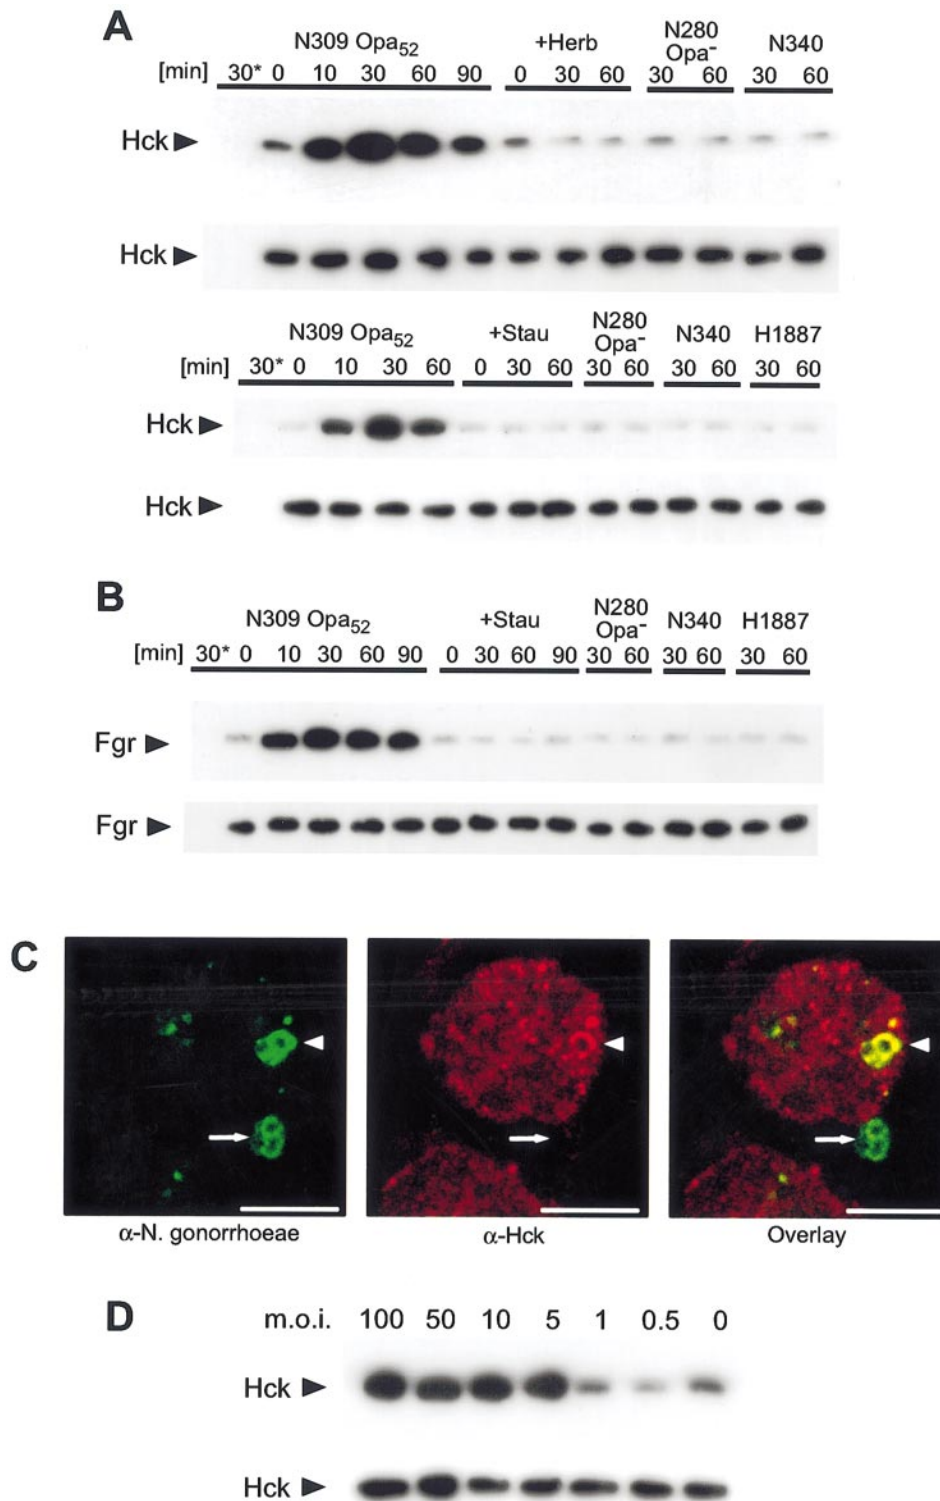 A
N309 Opa52 +Herb N280 Opa- N340
[min] 30* 0 10 30 60 90 0 30 60 30 60 30 60
Hck
Hck
N309 Opa52 +Stau N280 Opa- N340 H1887
[min] 30* 0 10 30 60 0 30 60 30 60 30 60 30 60
Hck
Hck
B
N309 Opa52 +Stau N280 Opa- N340 H1887
[min] 30* 0 10 30 60 90 0 30 60 90 30 60 30 60 30 60
Fgr
Fgr
C
α-N. gonorrhoeae α-Hck Overlay
D
m.o.i. 100 50 10 5 1 0.5 0
Hck
Hck